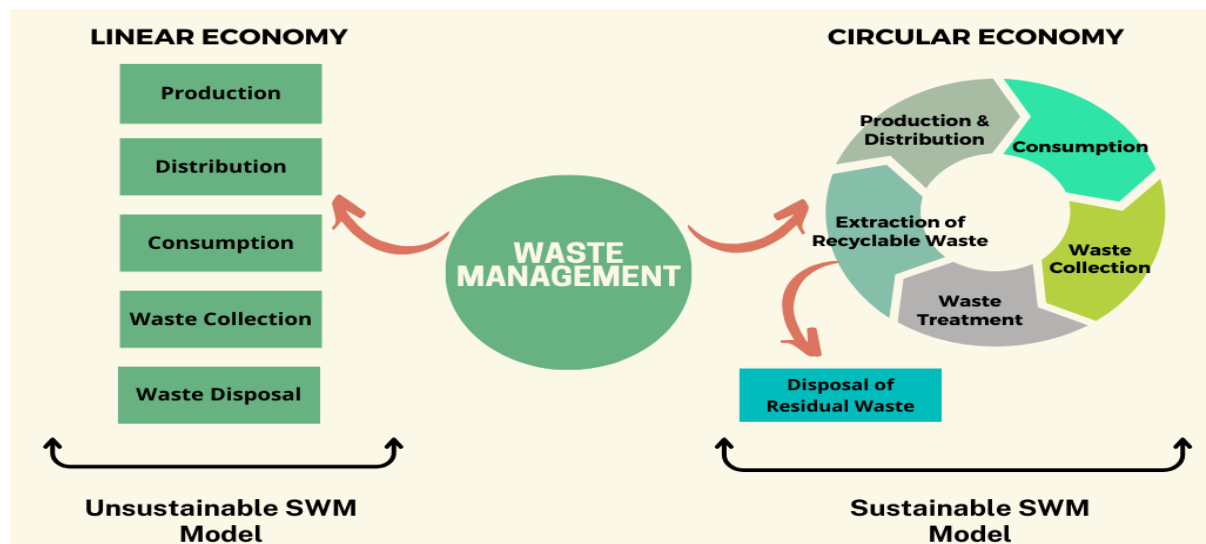 LINEAR ECONOMY
Production
Distribution
Consumption
Waste Collection
Waste Disposal
Unsustainable SWM
Model
WASTE
MANAGEMENT
CIRCULAR ECONOMY
Production &
Distribution
Consumption
Waste
Collection
Waste
Treatment
Extraction of
Recyclable Waste
Disposal of
Residual Waste
Sustainable SWM
Model